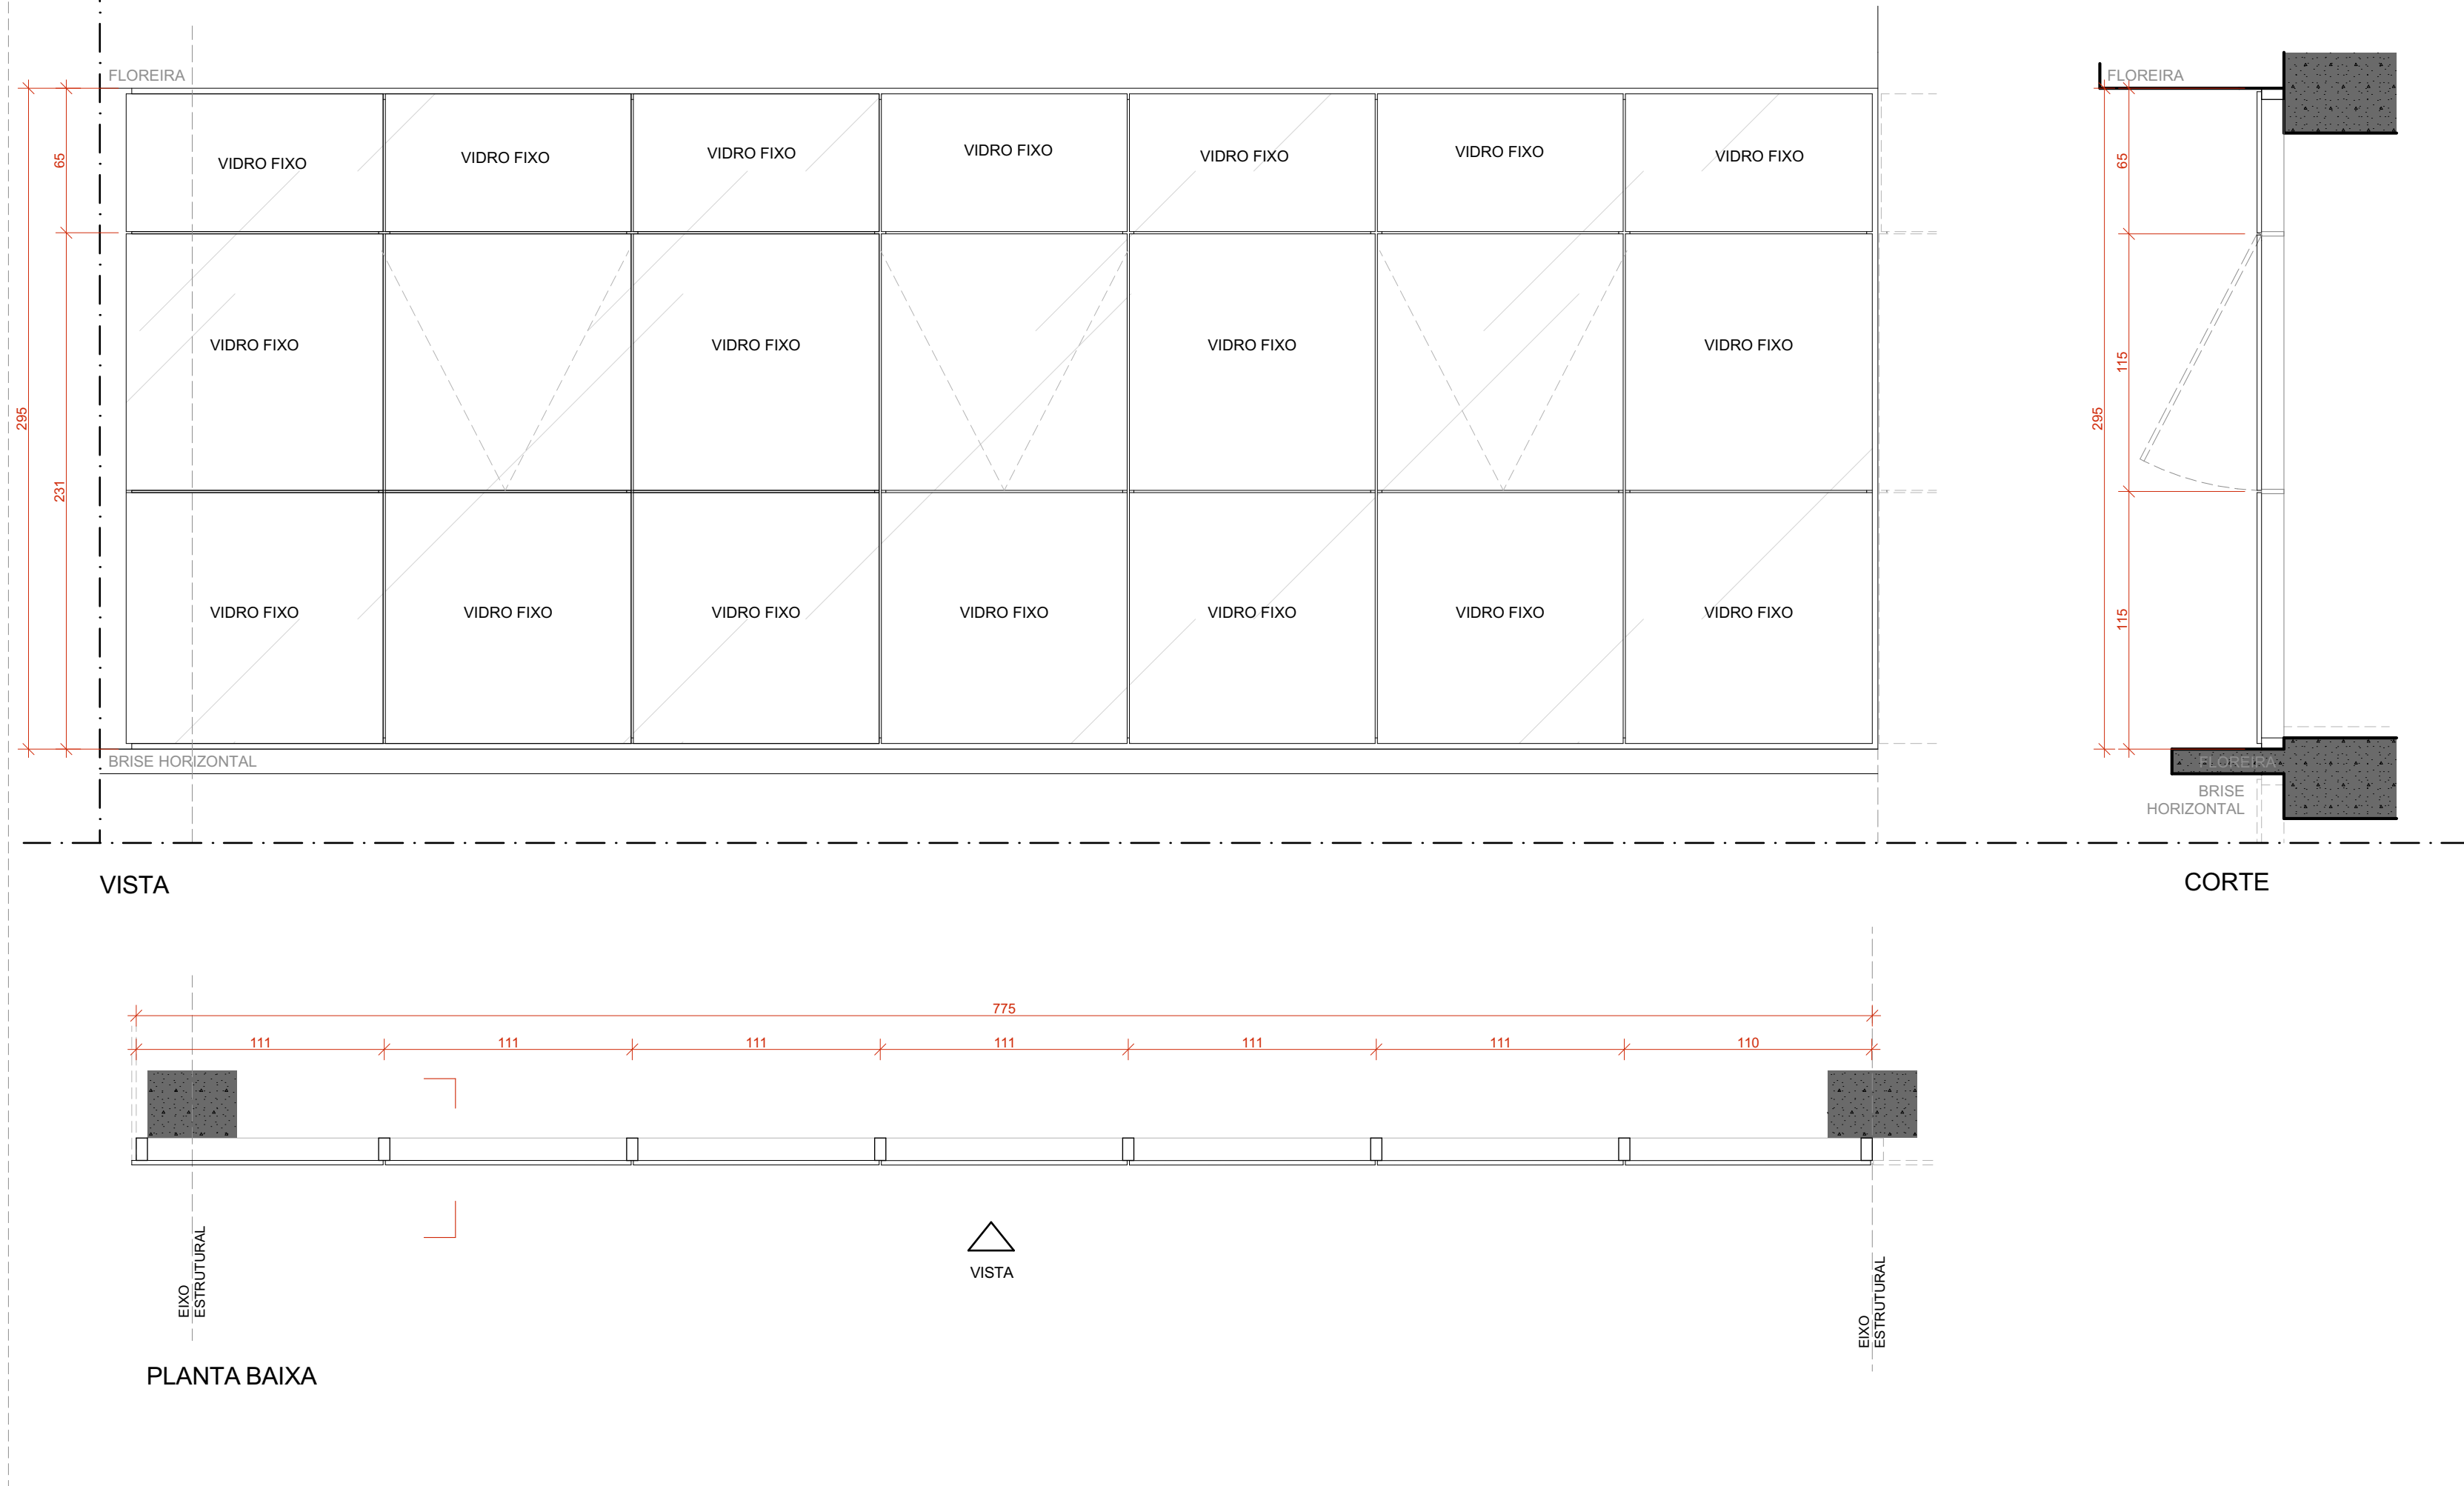 FLOREIRA
FLOREIRA
65
VIDRO FIXO
VIDRO FIXO
VIDRO FIXO
VIDRO FIXO
VIDRO FIXO
VIDRO FIXO
VIDRO FIXO
65
VIDRO FIXO
VIDRO FIXO
VIDRO FIXO
VIDRO FIXO
115
295
295
231
VIDRO FIXO
VIDRO FIXO
VIDRO FIXO
VIDRO FIXO
VIDRO FIXO
VIDRO FIXO
VIDRO FIXO
115
BRISE HORIZONTAL
FLOREIRA
BRISE
HORIZONTAL
VISTA
CORTE
775
111
111
111
111
111
111
110
EIXO
ESTRUTURAL
VISTA
EIXO
ESTRUTURAL
PLANTA BAIXA